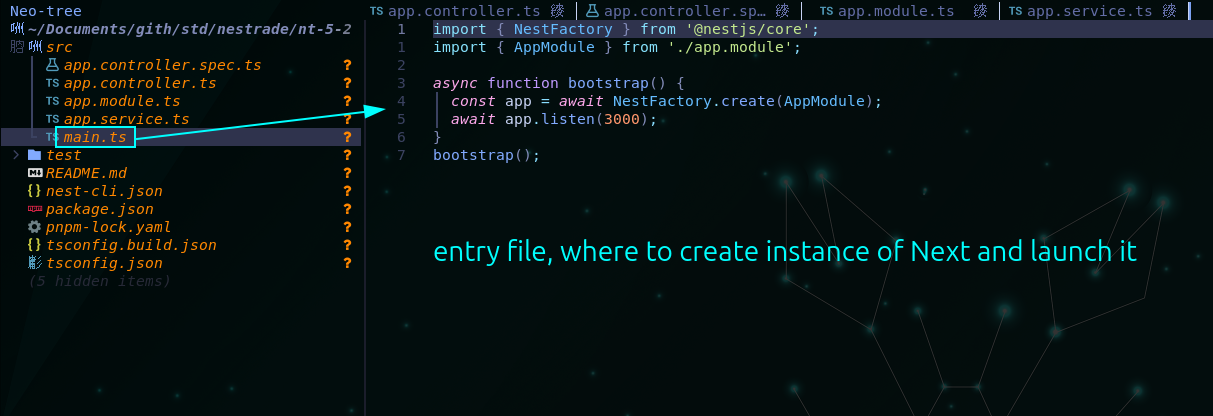 Neo-tree
~/Documents/gith/std/nestrade/nt-5-2
src
app.controller.spec.ts ?
TS app.controller.ts ?
TS app.module.ts ?
TS app.service.ts ?
TS main.ts ?
test ?
README.md ?
{} nest-cli.json ?
package.json ?
pnpm-lock.yaml ?
{} tsconfig.build.json ?
tsconfig.json ?
(5 hidden items)
TS app.controller.ts
app.controller.sp…
TS app.module.ts
TS app.service.ts
1 import { NestFactory } from '@nestjs/core';
1 import { AppModule } from './app.module';
2
3 async function bootstrap() {
4 const app = await NestFactory.create(AppModule);
5 await app.listen(3000);
6 }
7 bootstrap();
entry file, where to create instance of Next and launch it